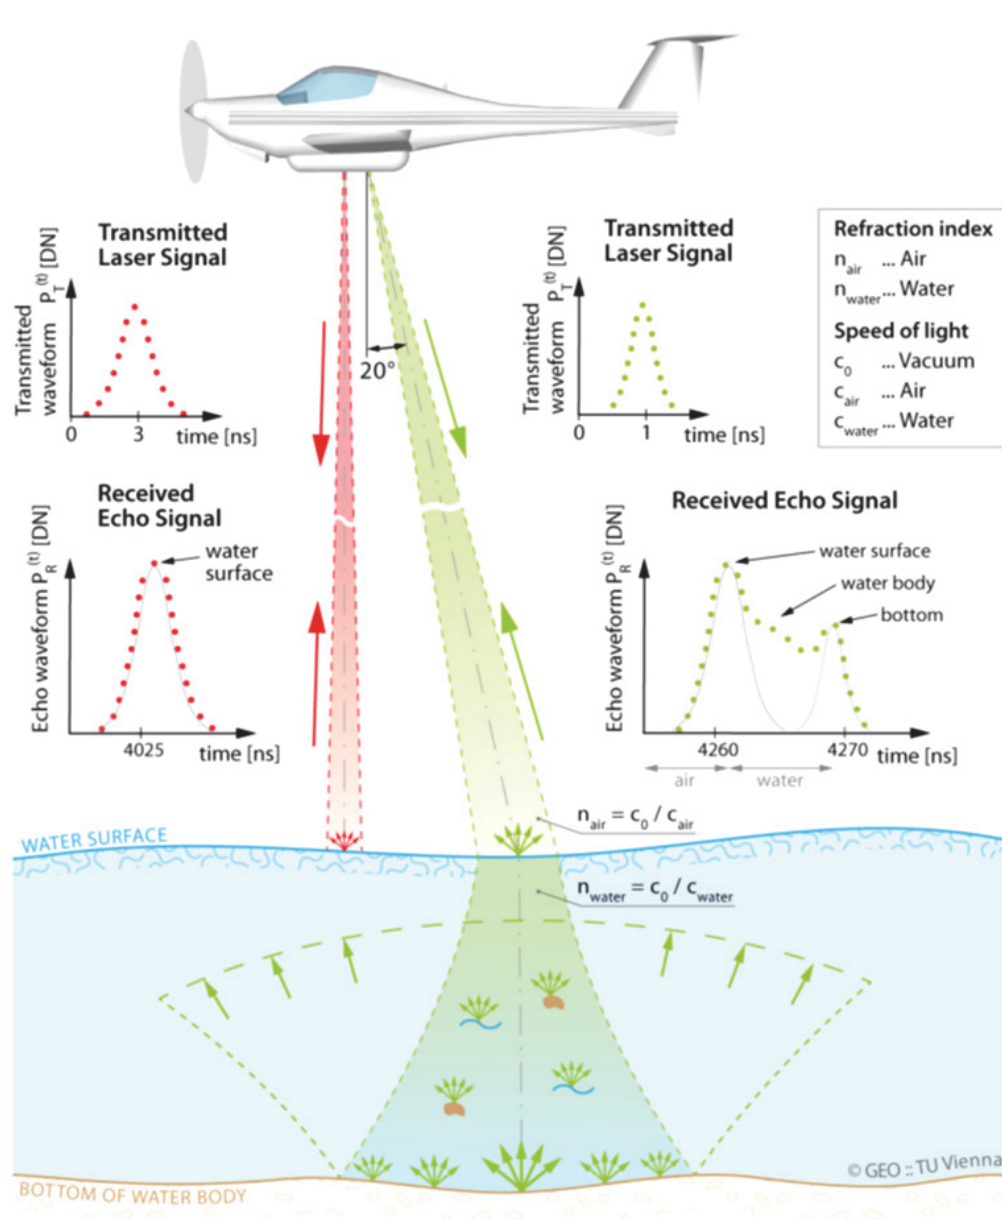 Transmitted
Laser Signal
Transmitted
waveform P_T^(t) [DN]
0 3 time [ns]
20°
Transmitted
Laser Signal
Transmitted
waveform P_T^(t) [DN]
0 1 time [ns]
Refraction index
n_air ... Air
n_water... Water
Speed of light
c_0 ... Vacuum
c_air ... Air
c_water ... Water
Received
Echo Signal
Echo waveform P_R^(t) [DN]
water
surface
4025 time [ns]
Received Echo Signal
Echo waveform P_R^(t) [DN]
water surface
water body
bottom
4260 4270 time [ns]
air water
n_air = c_0 / c_air
WATER SURFACE
n_water = c_0 / c_water
© GEO :: TU Vienna
BOTTOM OF WATER BODY